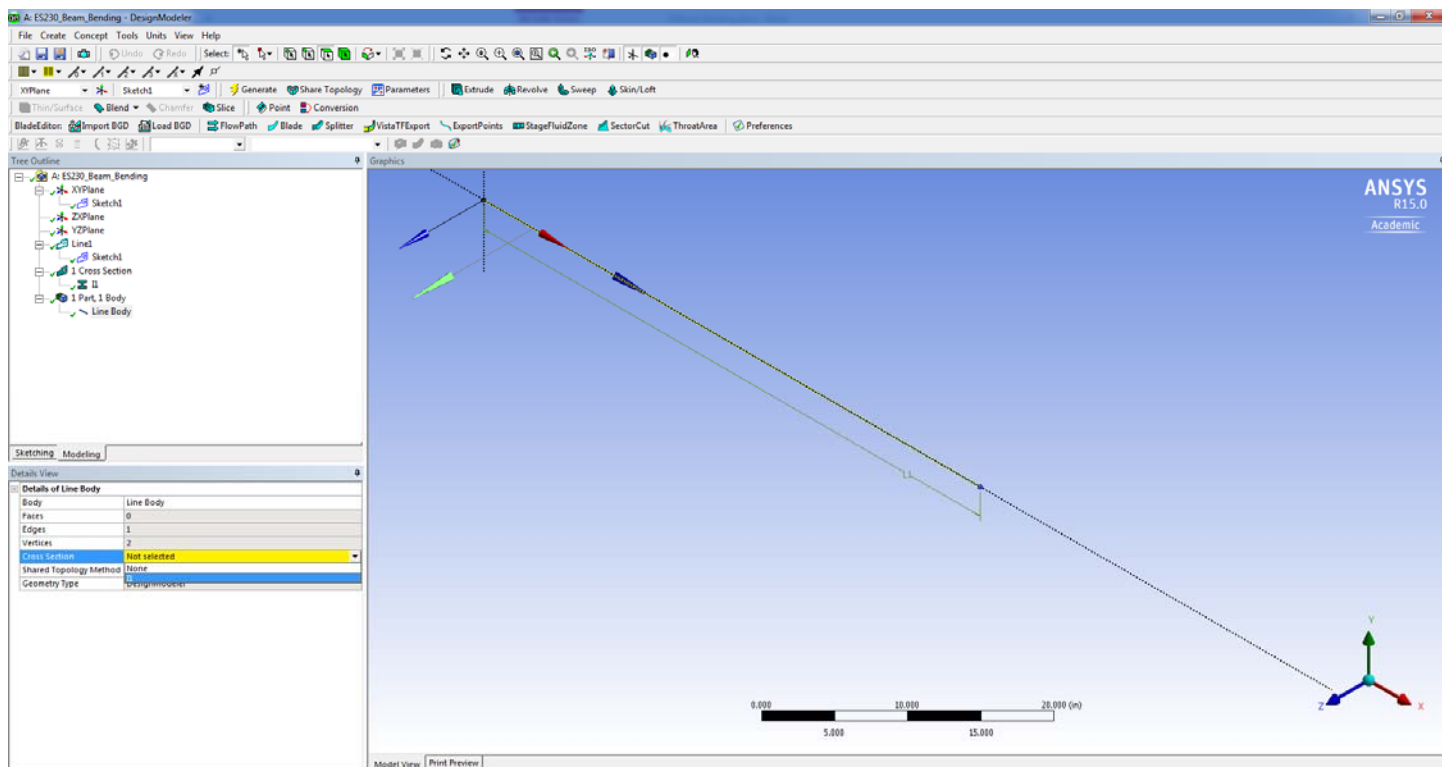 A: ES230_Beam_Bending - DesignModeler
File Create Concept Tools Units View Help
Undo Redo Select:
XYPlane Sketch1 Generate Share Topology Parameters Extrude Revolve Sweep Skin/Loft
Thin/Surface Blend Chamfer Slice Point Conversion
BladeEditor: Import BGD Load BGD FlowPath Blade Splitter VistaTFExport ExportPoints StageFluidZone SectorCut ThroatArea Preferences
Tree Outline
A: ES230_Beam_Bending
XYPlane
Sketch1
ZXPlane
YZPlane
Line1
Sketch1
1 Cross Section
I1
1 Part, 1 Body
Line Body
Sketching Modeling
Details View
Details of Line Body
Body Line Body
Faces 0
Edges 1
Vertices 2
Cross Section Not selected
Shared Topology Method None
I1
Geometry Type DesignModeler
Graphics
ANSYS
R15.0
Academic
0.000 10.000 20.000 (in)
5.000 15.000
Y
Z X
Model View Print Preview